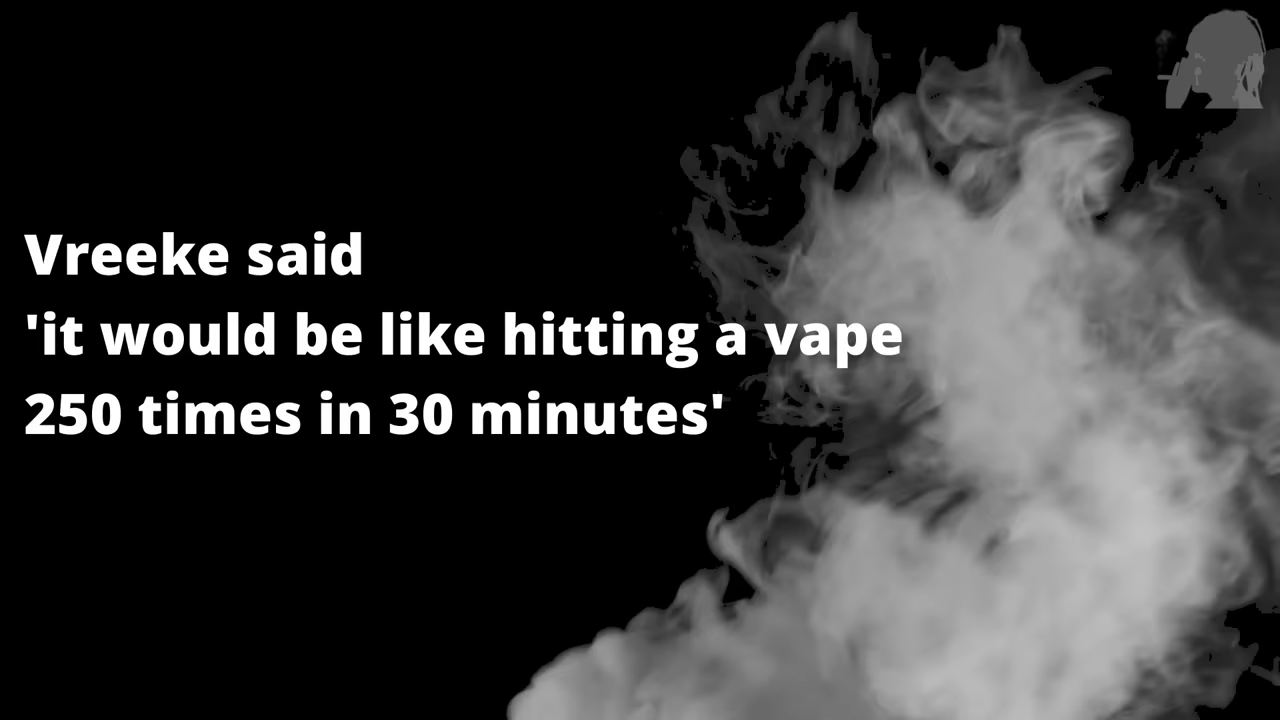 Vreeke said
'it would be like hitting a vape
250 times in 30 minutes'